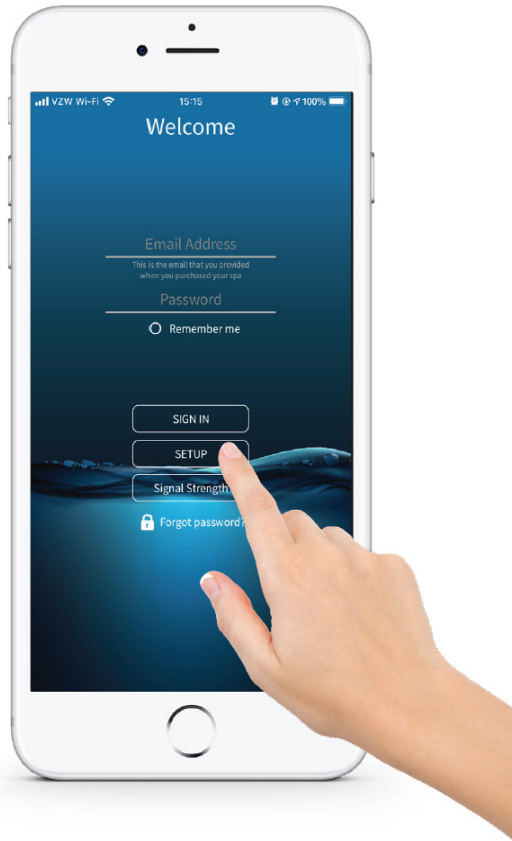 VZW Wi-Fi 15:15 100%
Welcome
Email Address
This is the email that you provided
when you purchased your spa
Password
Remember me
SIGN IN
SETUP
Signal Strength
Forgot password?